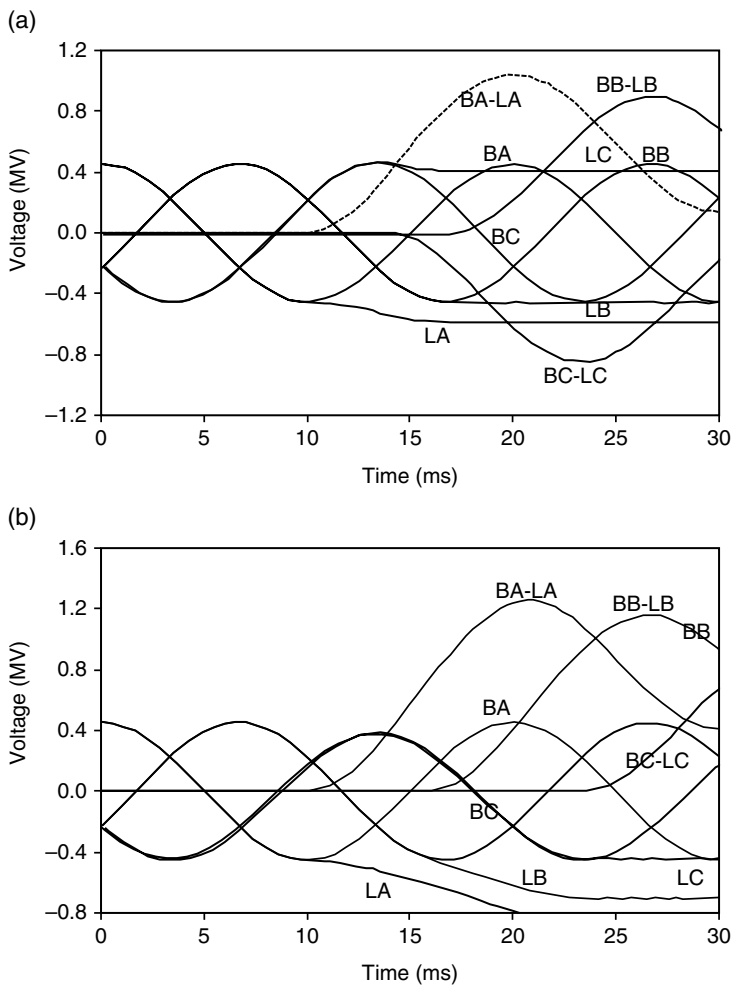 (a)
1.2
0.8
0.4
0.0
−0.4
−0.8
−1.2
Voltage (MV)
BA-LA
BB-LB
BA
LC
BB
BC
LB
LA
BC-LC
0 5 10 15 20 25 30
Time (ms)
(b)
1.6
1.2
0.8
0.4
0.0
−0.4
−0.8
Voltage (MV)
BA-LA
BB-LB
BB
BA
BC-LC
BC
LA
LB
LC
0 5 10 15 20 25 30
Time (ms)